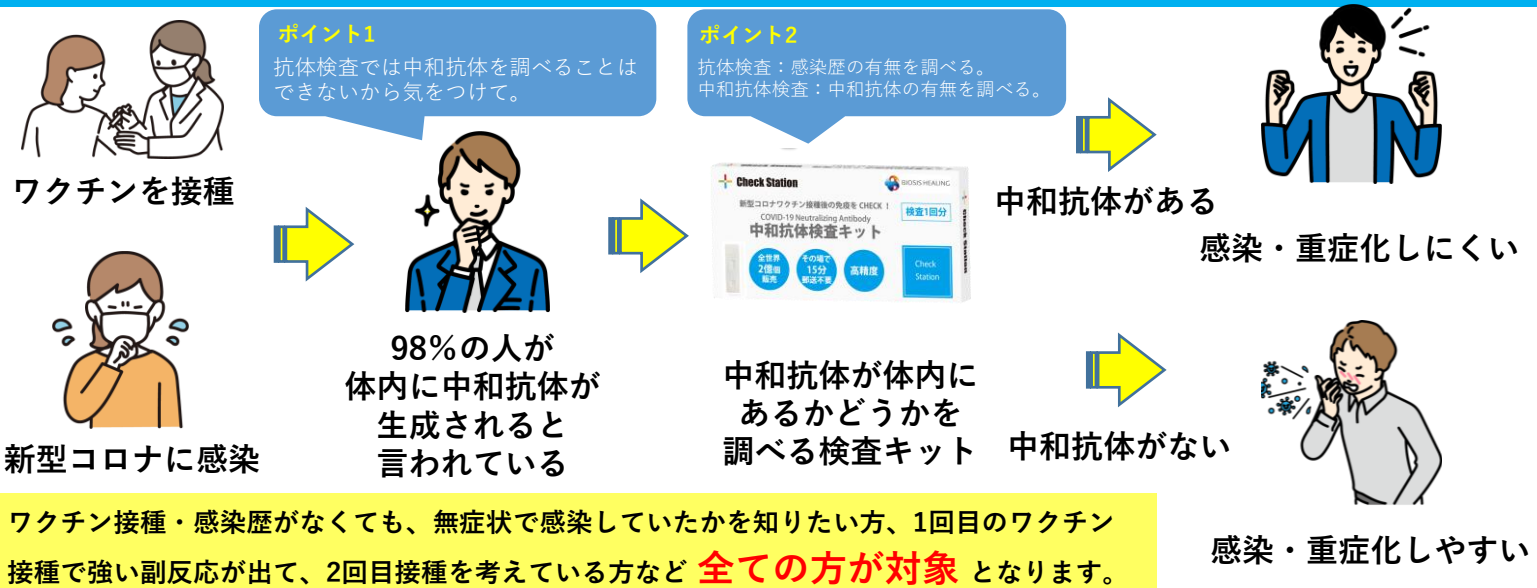 ポイント1
抗体検査では中和抗体を調べることは
できないから気をつけて。
ポイント2
抗体検査：感染歴の有無を調べる。
中和抗体検査：中和抗体の有無を調べる。
ワクチンを接種
新型コロナに感染
98%の人が
体内に中和抗体が
生成されると
言われている
Check Station
BIOSIS HEALING
新型コロナワクチン接種後の免疫を CHECK！
COVID-19 Neutralizing Antibody
中和抗体検査キット
検査1回分
全世界
2億個
販売
その場で
15分
郵送不要
高精度
Check
Station
Check Station
中和抗体が体内に
あるかどうかを
調べる検査キット
中和抗体がある
感染・重症化しにくい
中和抗体がない
感染・重症化しやすい
ワクチン接種・感染歴がなくても、無症状で感染していたかを知りたい方、1回目のワクチン
接種で強い副反応が出て、2回目接種を考えている方など 全ての方が対象 となります。